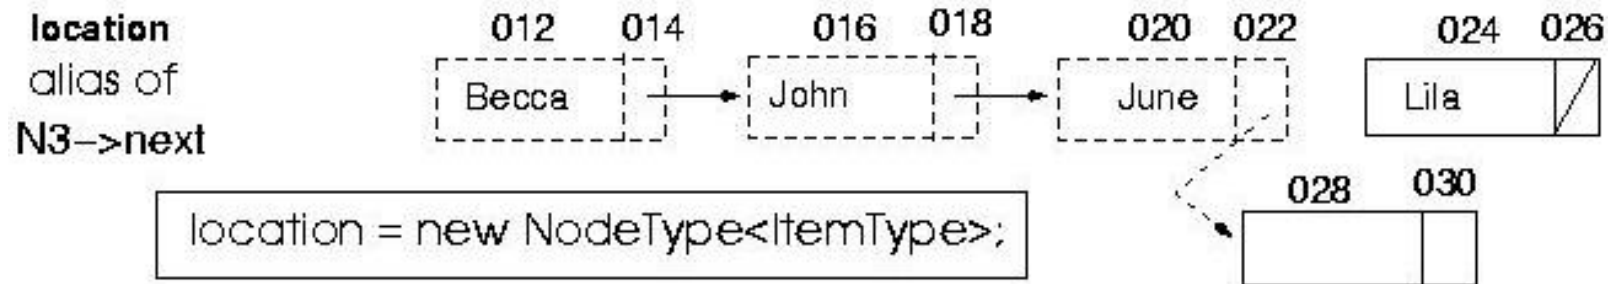 location 012 014 016 018 020 022 024 026
alias of Becca John June Lila
N3–>next
028 030
location = new NodeType<ItemType>;